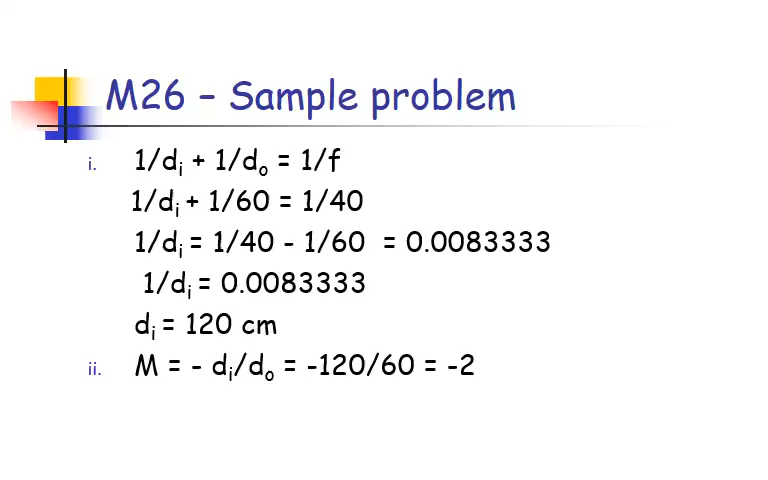 M26 – Sample problem
i. 1/di + 1/do = 1/f
1/di + 1/60 = 1/40
1/di = 1/40 - 1/60 = 0.0083333
1/di = 0.0083333
di = 120 cm
ii. M = - di/do = -120/60 = -2